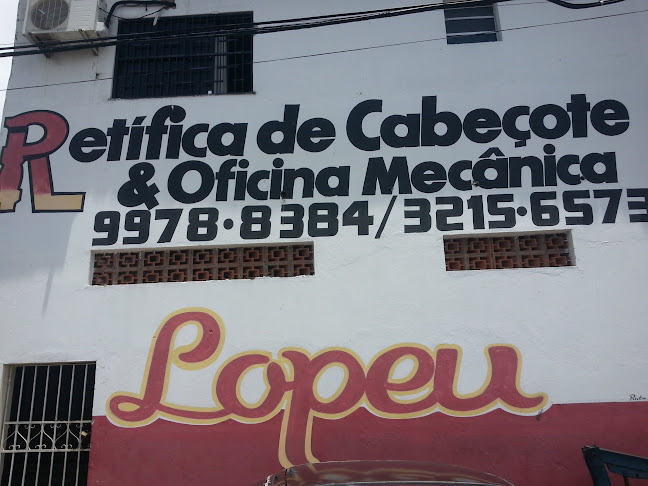 Retífica de Cabeçote
& Oficina Mecânica
9978-8384/3215-6573
Lopeu